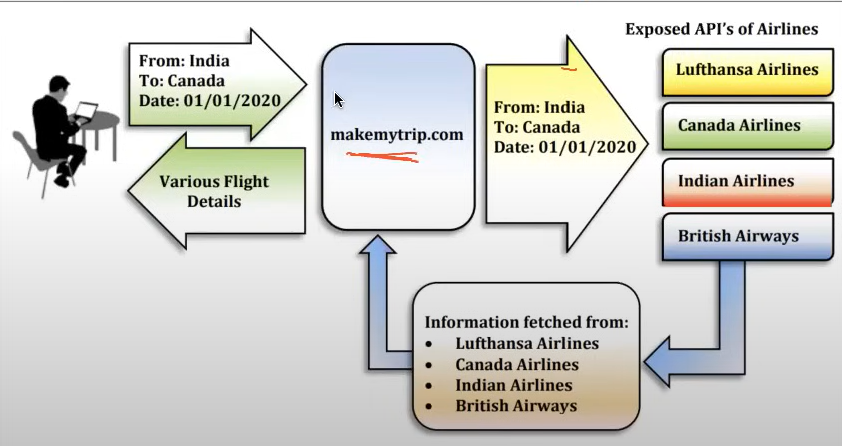 Exposed API's of Airlines
From: India
To: Canada
Date: 01/01/2020
makemytrip.com
From: India
To: Canada
Date: 01/01/2020
Lufthansa Airlines
Canada Airlines
Indian Airlines
British Airways
Various Flight
Details
Information fetched from:
• Lufthansa Airlines
• Canada Airlines
• Indian Airlines
• British Airways